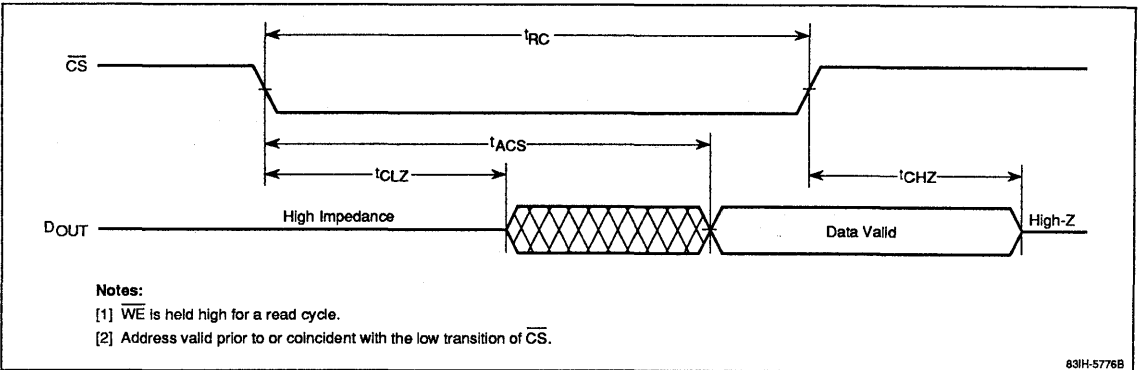 tRC
CS
tACS
tCLZ
tCHZ
DOUT
High Impedance
Data Valid
High-Z
Notes:
[1] WE is held high for a read cycle.
[2] Address valid prior to or coincident with the low transition of CS.
83IH-5776B